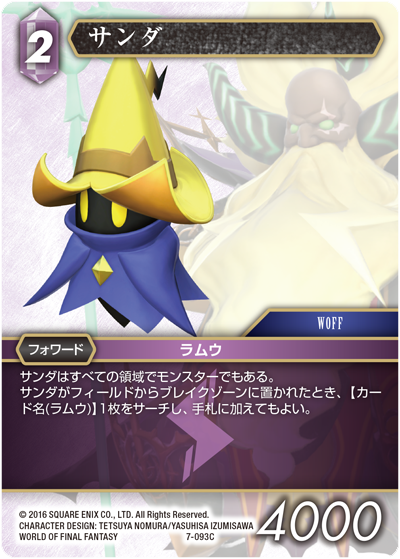 2
サンダ
WOFF
フォワード
ラムウ
サンダはすべての領域でモンスターでもある。
サンダがフィールドからブレイクゾーンに置かれたとき、【カー
ド名(ラムウ)】1枚をサーチし、手札に加えてもよい。
© 2016 SQUARE ENIX CO., LTD. All Rights Reserved.
CHARACTER DESIGN: TETSUYA NOMURA/YASUHISA IZUMISAWA
WORLD OF FINAL FANTASY
7-093C
4000